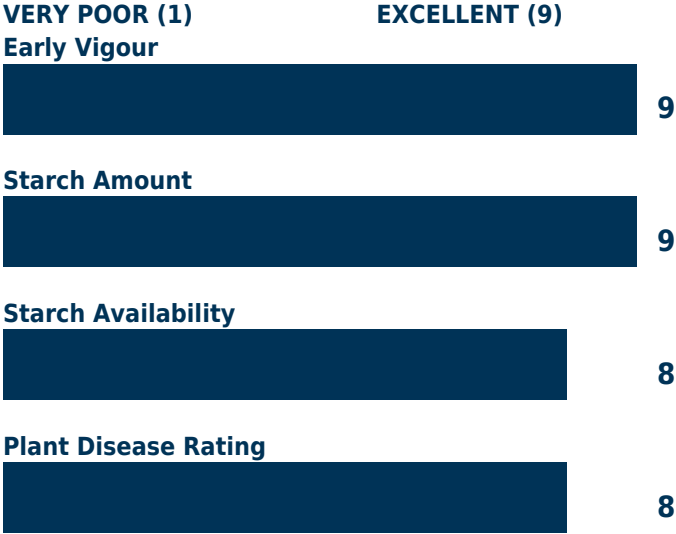 VERY POOR (1) EXCELLENT (9)
Early Vigour
9
Starch Amount
9
Starch Availability
8
Plant Disease Rating
8